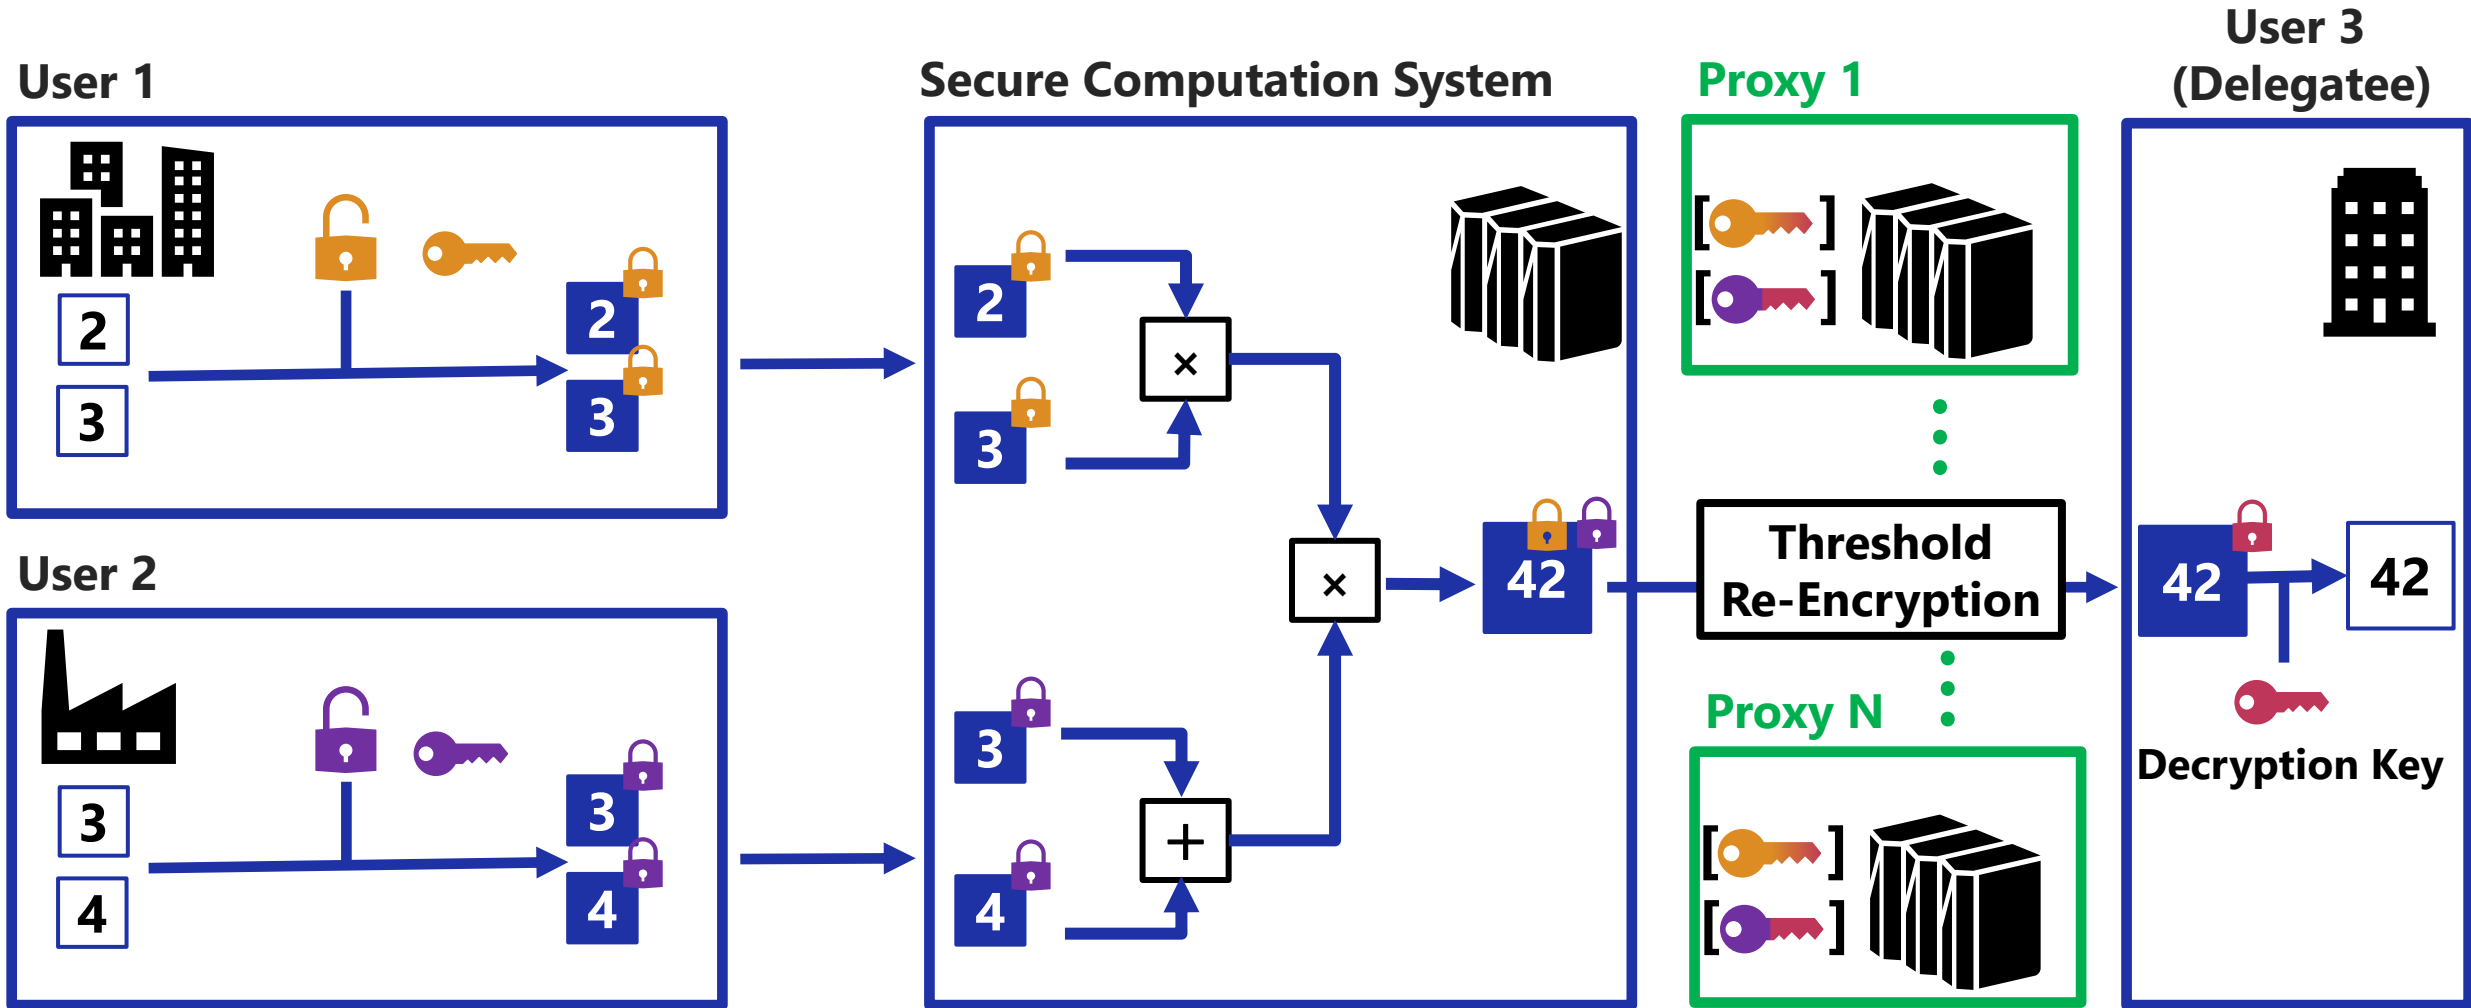 User 1
2
3
2
3
User 2
3
4
3
4
Secure Computation System
2
3
×
3
4
+
×
42
Proxy 1
[ ]
[ ]
Threshold
Re-Encryption
Proxy N
[ ]
[ ]
User 3
(Delegatee)
42
42
Decryption Key